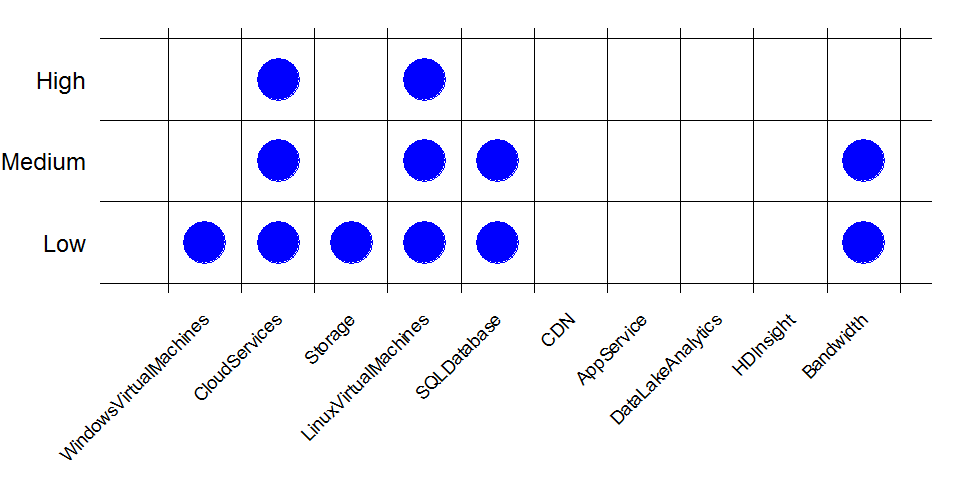 High
Medium
Low
WindowsVirtualMachines
CloudServices
Storage
LinuxVirtualMachines
SQLDatabase
CDN
AppService
DataLakeAnalytics
HDInsight
Bandwidth